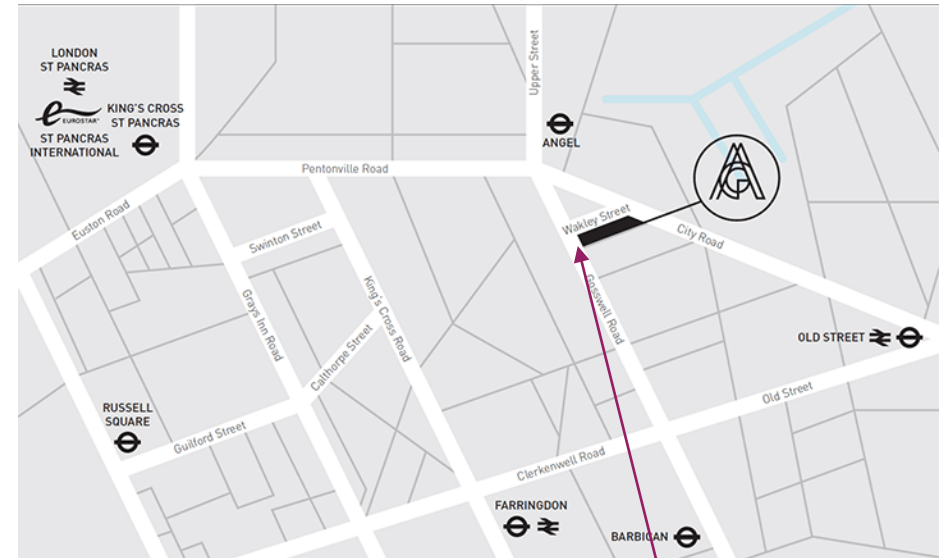 LONDON
ST PANCRAS
e
EUROSTAR
KING'S CROSS
ST PANCRAS
ST PANCRAS
INTERNATIONAL
Upper Street
ANGEL
Pentonville Road
AGA
Euston Road
Swinton Street
Wakley Street
City Road
Grays Inn Road
King's Cross Road
Gosswell Road
Calthorpe Street
OLD STREET
Old Street
RUSSELL
SQUARE
Guilford Street
Clerkenwell Road
FARRINGDON
BARBICAN